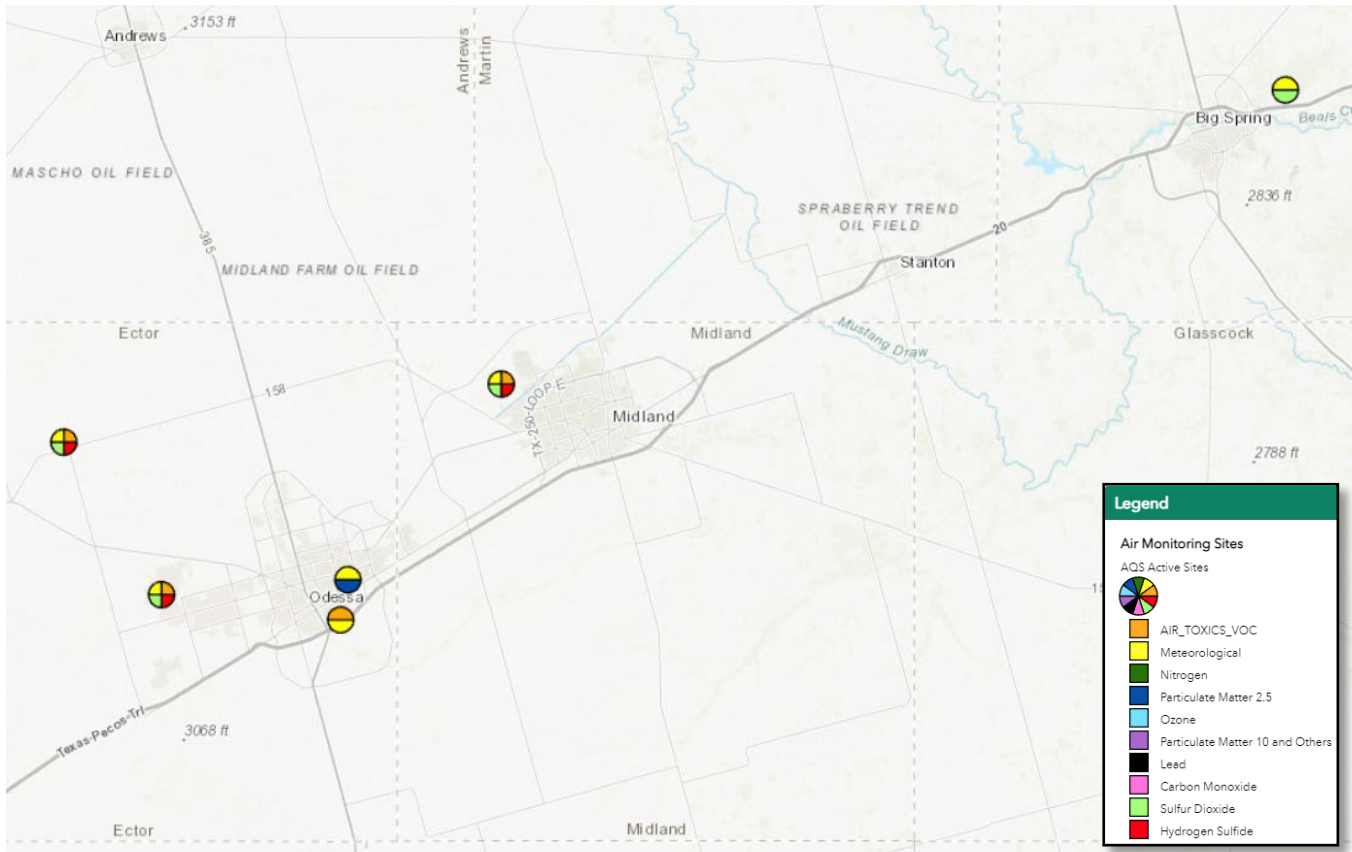 3153 ft
Andrews
Andrews
Martin
Big Spring
MASCHO OIL FIELD
2836 ft
SPRABERRY TREND
OIL FIELD
20
385
MIDLAND FARM OIL FIELD
Stanton
Ector
Midland
Glasscock
Mustang Draw
158
TX-250-LOOP E
Midland
2788 ft
Odessa
Texas-Pecos-Trl
3068 ft
Ector
Midland
Legend
Air Monitoring Sites
AQS Active Sites
AIR_TOXICS_VOC
Meteorological
Nitrogen
Particulate Matter 2.5
Ozone
Particulate Matter 10 and Others
Lead
Carbon Monoxide
Sulfur Dioxide
Hydrogen Sulfide